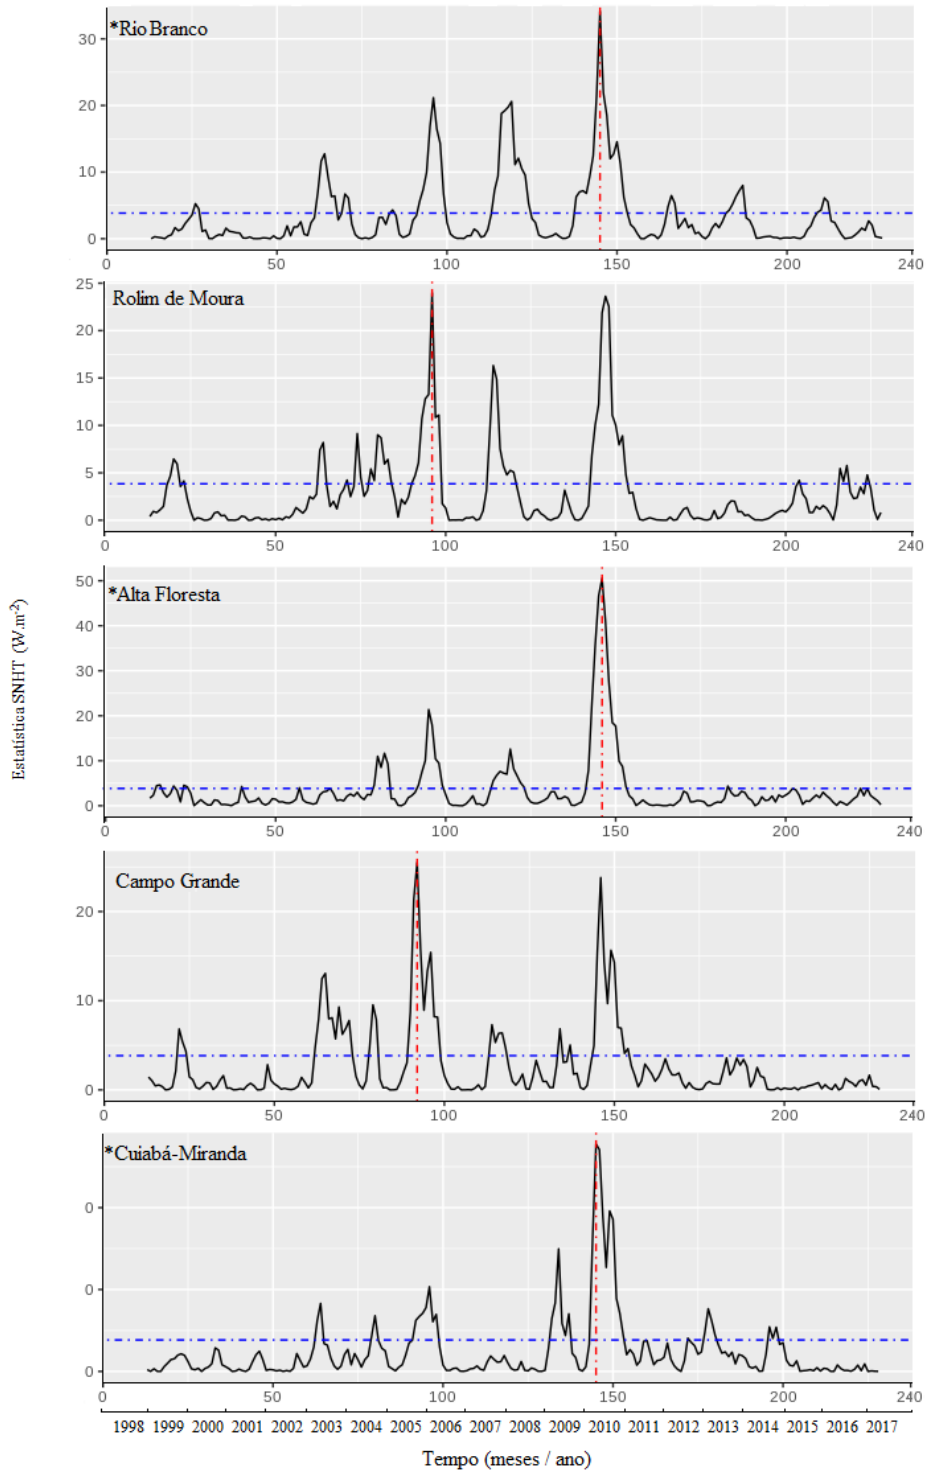 *Rio Branco
30
20
10
0
0 50 100 150 200 240
Rolim de Moura
25
20
15
10
5
0
0 50 100 150 200 240
*Alta Floresta
50
40
30
20
10
0
0 50 100 150 200 240
Estatística SNHT (W.m⁻²)
Campo Grande
20
10
0
0 50 100 150 200 240
*Cuiabá-Miranda
0
0
0
0 50 100 150 200 240
1998 1999 2000 2001 2002 2003 2004 2005 2006 2007 2008 2009 2010 2011 2012 2013 2014 2015 2016 2017
Tempo (meses / ano)